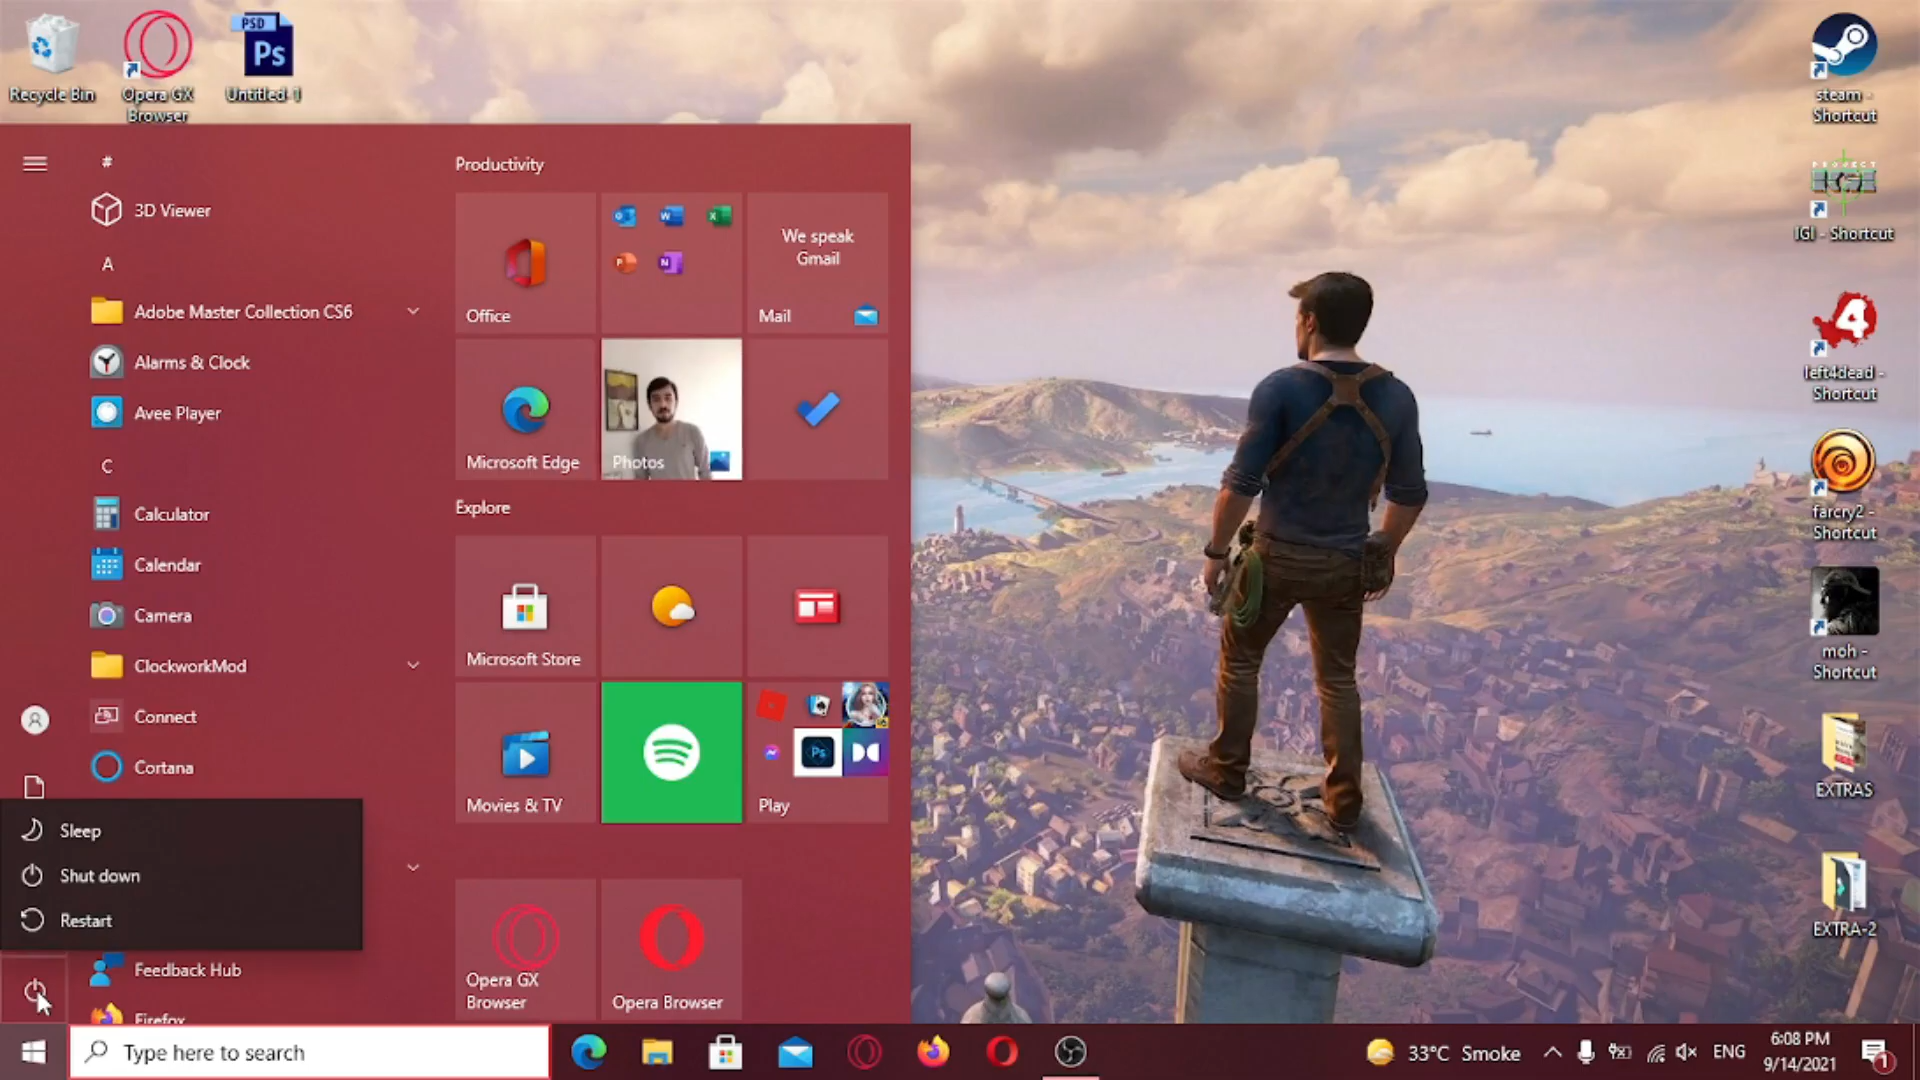 Recycle Bin
Opera GX
Browser
PSD
Ps
Untitled-1
steam -
Shortcut
PROJECT
IGI - Shortcut
4
left4dead -
Shortcut
farcry2 -
Shortcut
moh -
Shortcut
EXTRAS
EXTRA-2
#
3D Viewer
A
Adobe Master Collection CS6
Alarms & Clock
Avee Player
C
Calculator
Calendar
Camera
ClockworkMod
Connect
Cortana
Sleep
Shut down
Restart
Feedback Hub
Firefox
Productivity
Office
We speak
Gmail
Mail
Microsoft Edge
Photos
Explore
Microsoft Store
Movies & TV
Ps
Play
Opera GX
Browser
Opera Browser
Type here to search
33°C Smoke
ENG
6:08 PM
9/14/2021
1